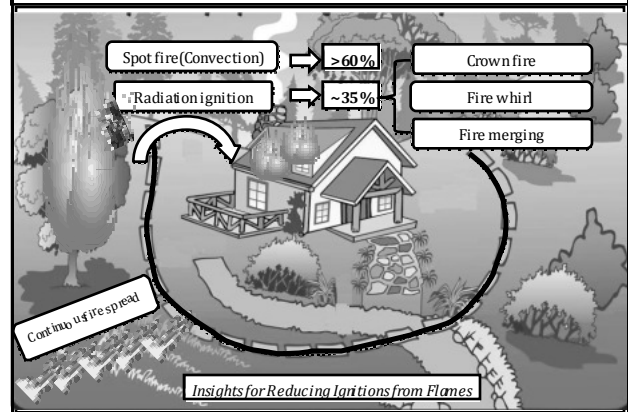 Spot fire(Convection)
>60%
Crown fire
Radiation ignition
~35%
Fire whirl
Fire merging
Continuous fire spread
Insights for Reducing Ignitions from Flames